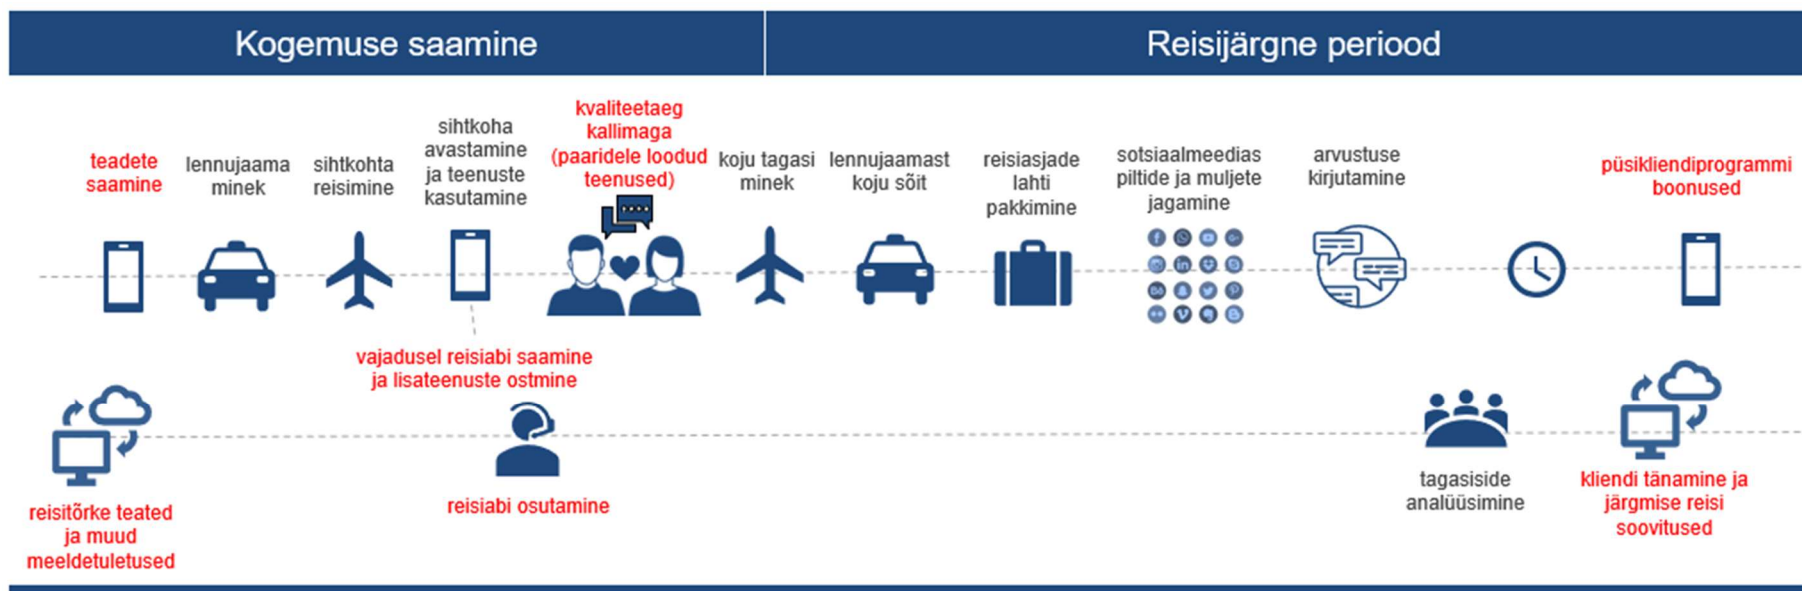 Kogemuse saamine
Reisijärgne periood
teadete
saamine
lennujaama
minek
sihtkohta
reisimine
sihtkoha
avastamine
ja teenuste
kasutamine
kvaliteetaeg
kallimaga
(paaridele loodud
teenused)
koju tagasi
minek
lennujaamast
koju sõit
reisiasjade
lahti
pakkimine
sotsiaalmeedias
piltide ja muljete
jagamine
arvustuse
kirjutamine
püsikliendiprogrammi
boonused
vajadusel reisiabi saamine
ja lisateenuste ostmine
reisitõrke teated
ja muud
meeldetuletused
reisiabi osutamine
tagasiside
analüüsimine
kliendi tänamine ja
järgmise reisi
soovitused